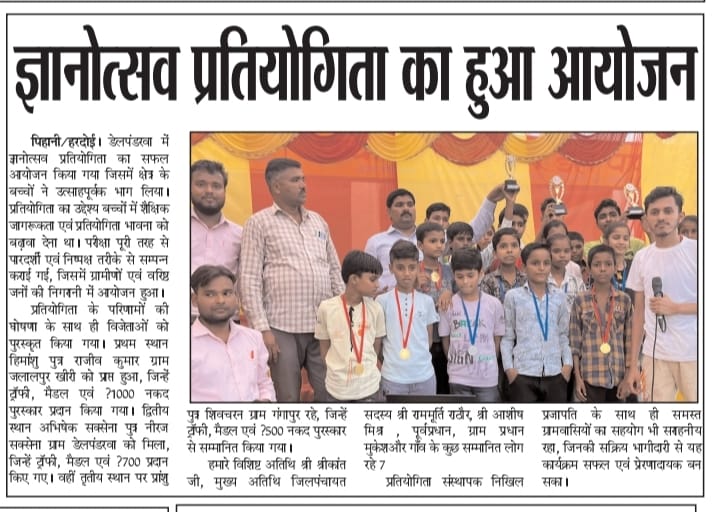 ज्ञानोत्सव प्रतियोगिता का हुआ आयोजन
पिहानी/हरदोई। डेलपंडरवा में
ज्ञानोत्सव प्रतियोगिता का सफल
आयोजन किया गया जिसमें क्षेत्र के
बच्चों ने उत्साहपूर्वक भाग लिया।
प्रतियोगिता का उद्देश्य बच्चों में शैक्षिक
जागरूकता एवं प्रतियोगिता भावना को
बढ़ावा देना था। परीक्षा पूरी तरह से
पारदर्शी एवं निष्पक्ष तरीके से सम्पन्न
कराई गई, जिसमें ग्रामीणों एवं वरिष्ठ
जनों की निगरानी में आयोजन हुआ।
प्रतियोगिता के परिणामों की
घोषणा के साथ ही विजेताओं को
पुरस्कृत किया गया। प्रथम स्थान
हिमांशु पुत्र राजीव कुमार ग्राम
जलालपुर खीरी को प्राप्त हुआ, जिन्हें
ट्रॉफी, मैडल एवं ?1000 नकद
पुरस्कार प्रदान किया गया। द्वितीय
स्थान अभिषेक सक्सेना पुत्र नीरज
सक्सेना ग्राम डेलपंडरवा को मिला,
जिन्हें ट्रॉफी, मैडल एवं ?700 प्रदान
किए गए। वहीं तृतीय स्थान पर प्रांशु
पुत्र शिवचरन ग्राम गंगापुर रहे, जिन्हें
ट्रॉफी, मैडल एवं ?500 नकद पुरस्कार
से सम्मानित किया गया।
हमारे विशिष्ट अतिथि श्री श्रीकांत
जी, मुख्य अतिथि जिलपंचायत
सदस्य श्री राममूर्ति राठौर, श्री आशीष
मिश्र , पूर्वप्रधान, ग्राम प्रधान
मुकेशऔर गाँव के कुछ सम्मानित लोग
रहे 7
प्रतियोगिता संस्थापक निखिल
प्रजापति के साथ ही समस्त
ग्रामवासियों का सहयोग भी सराहनीय
रहा, जिनकी सक्रिय भागीदारी से यह
कार्यक्रम सफल एवं प्रेरणादायक बन
सका।
BREAK